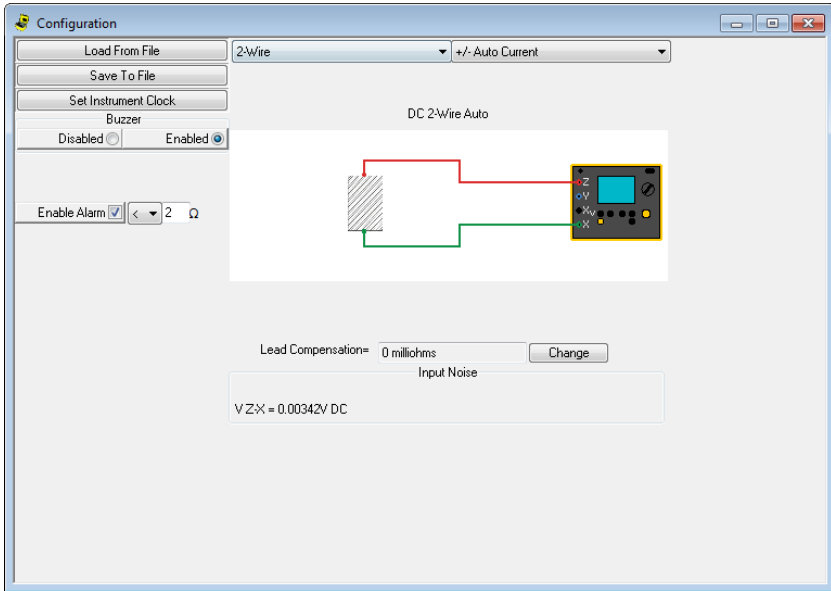 Configuration
Load From File
2-Wire
+/- Auto Current
Save To File
Set Instrument Clock
Buzzer
DC 2-Wire Auto
Disabled
Enabled
Z
Y
Xv
X
Enable Alarm
< 2 Ω
Lead Compensation= 0 milliohms
Change
Input Noise
V Z-X = 0.00342V DC